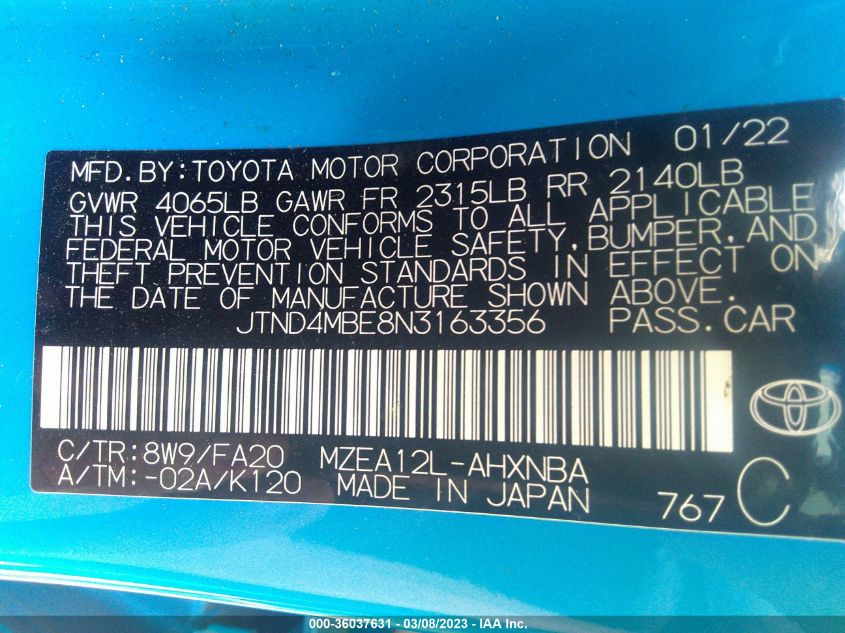 MFD.BY:TOYOTA MOTOR CORPORATION 01/22
GVWR 4065LB GAWR FR 2315LB RR 2140LB
THIS VEHICLE CONFORMS TO ALL APPLICABLE
FEDERAL MOTOR VEHICLE SAFETY,BUMPER,AND
THEFT PREVENTION STANDARDS IN EFFECT ON
THE DATE OF MANUFACTURE SHOWN ABOVE.
JTND4MBE8N3163356 PASS.CAR
C/TR:8W9/FA20 MZEA12L-AHXNBA
A/TM:-02A/K120 MADE IN JAPAN 767 C
000-36037631 - 03/08/2023 - IAA Inc.